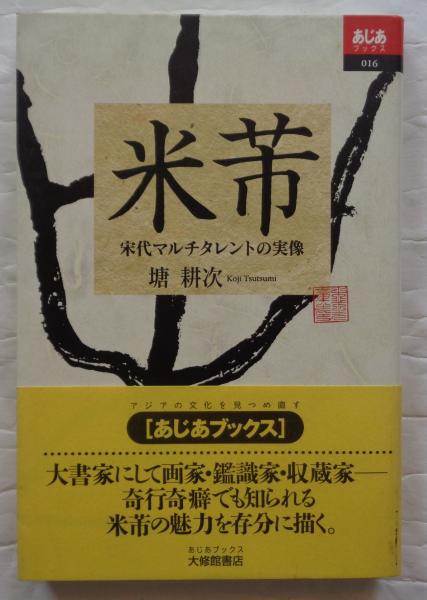 あじあ
ブックス
016
米芾
宋代マルチタレントの実像
塘 耕次 Koji Tsutsumi
アジアの文化を見つめ直す
[あじあブックス]
大書家にして画家・鑑識家・収蔵家──
奇行奇癖でも知られる
米芾の魅力を存分に描く。
あじあブックス
大修館書店